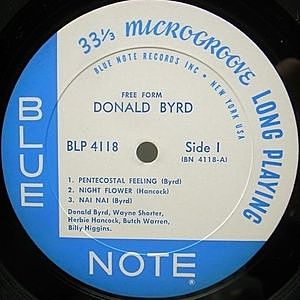 33 1/3 MICROGROOVE LONG PLAYING
BLUE NOTE RECORDS INC · NEW YORK USA
FREE FORM
DONALD BYRD
BLP 4118
Side 1
(BN 4118-A)
1. PENTECOSTAL FEELING (Byrd)
2. NIGHT FLOWER (Hancock)
3. NAI NAI (Byrd)
Donald Byrd, Wayne Shorter,
Herbie Hancock, Butch Warren,
Billy Higgins.
BLUE
NOTE
®